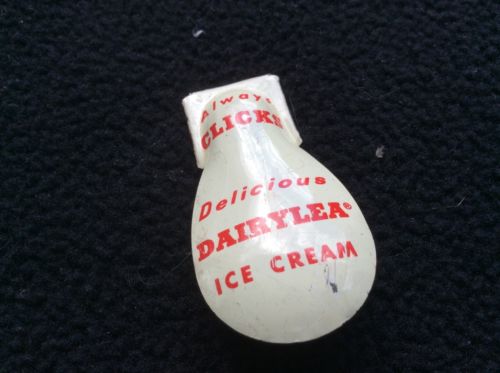 Always
CLICKS
Delicious
DAIRYLEA®
ICE CREAM